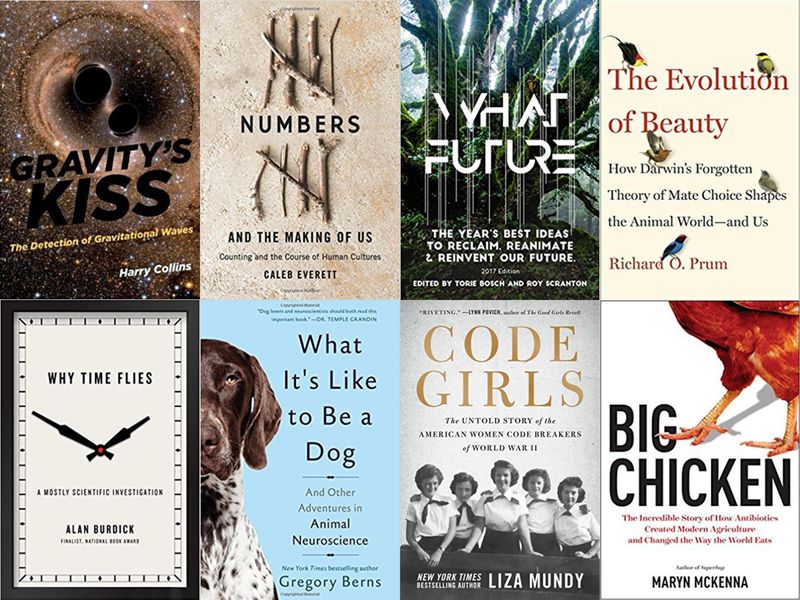 GRAVITY'S
KISS
The Detection of Gravitational Waves
Harry Collins
Copyrighted Material
NUMBERS
AND THE MAKING OF US
Counting and the Course of Human Cultures
CALEB EVERETT
Copyrighted Material
WHAT
FUTURE
THE YEAR'S BEST IDEAS
TO RECLAIM, REANIMATE
& REINVENT OUR FUTURE.
2017 Edition
EDITED BY TORIE BOSCH AND ROY SCRANTON
The Evolution
of Beauty
How Darwin's Forgotten
Theory of Mate Choice Shapes
the Animal World—and Us
Richard O. Prum
WHY TIME FLIES
A MOSTLY SCIENTIFIC INVESTIGATION
ALAN BURDICK
FINALIST, NATIONAL BOOK AWARD
Copyrighted Material
"Dog lovers and neuroscientists should both read this
important book." —DR. TEMPLE GRANDIN
What
It's Like
to Be a
Dog
And Other
Adventures in
Animal
Neuroscience
New York Times bestselling author
Gregory Berns
Copyrighted Material
"RIVETING." —LYNN POVICH, author of The Good Girls Revolt
CODE
GIRLS
The UNTOLD STORY of the
AMERICAN WOMEN CODE BREAKERS
of WORLD WAR II
NEW YORK TIMES
BESTSELLING AUTHOR
LIZA MUNDY
BIG
CHICKEN
The Incredible Story of How Antibiotics
Created Modern Agriculture
and Changed the Way the World Eats
Author of Superbug
MARYN MCKENNA